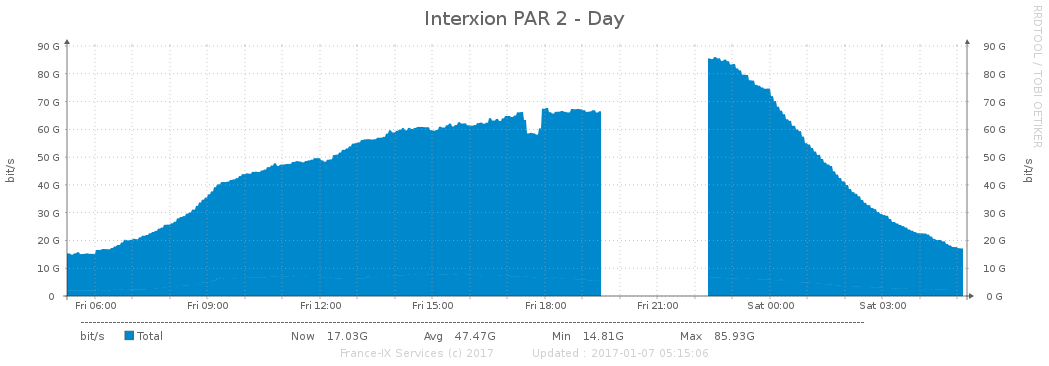 Interxion PAR 2 - Day
RRDTOOL / TOBI OETIKER
90 G 90 G
80 G 80 G
70 G 70 G
60 G 60 G
50 G 50 G
40 G 40 G
30 G 30 G
20 G 20 G
10 G 10 G
0 0 G
bit/s bit/s
Fri 06:00 Fri 09:00 Fri 12:00 Fri 15:00 Fri 18:00 Fri 21:00 Sat 00:00 Sat 03:00
bit/s Total Now 17.03G Avg 47.47G Min 14.81G Max 85.93G
France-IX Services (c) 2017 Updated : 2017-01-07 05:15:06